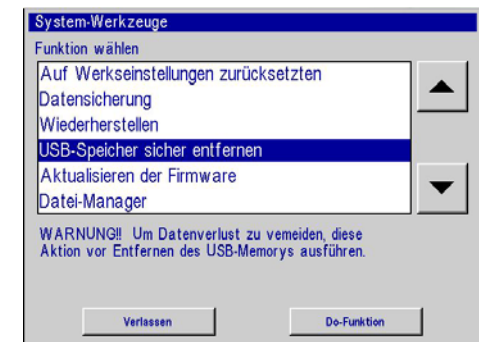 System-Werkzeuge
Funktion wählen
Auf Werkseinstellungen zurücksetzten
Datensicherung
Wiederherstellen
USB-Speicher sicher entfernen
Aktualisieren der Firmware
Datei-Manager
WARNUNG!! Um Datenverlust zu vemeiden, diese
Aktion vor Entfernen des USB-Memorys ausführen.
Verlassen Do-Funktion